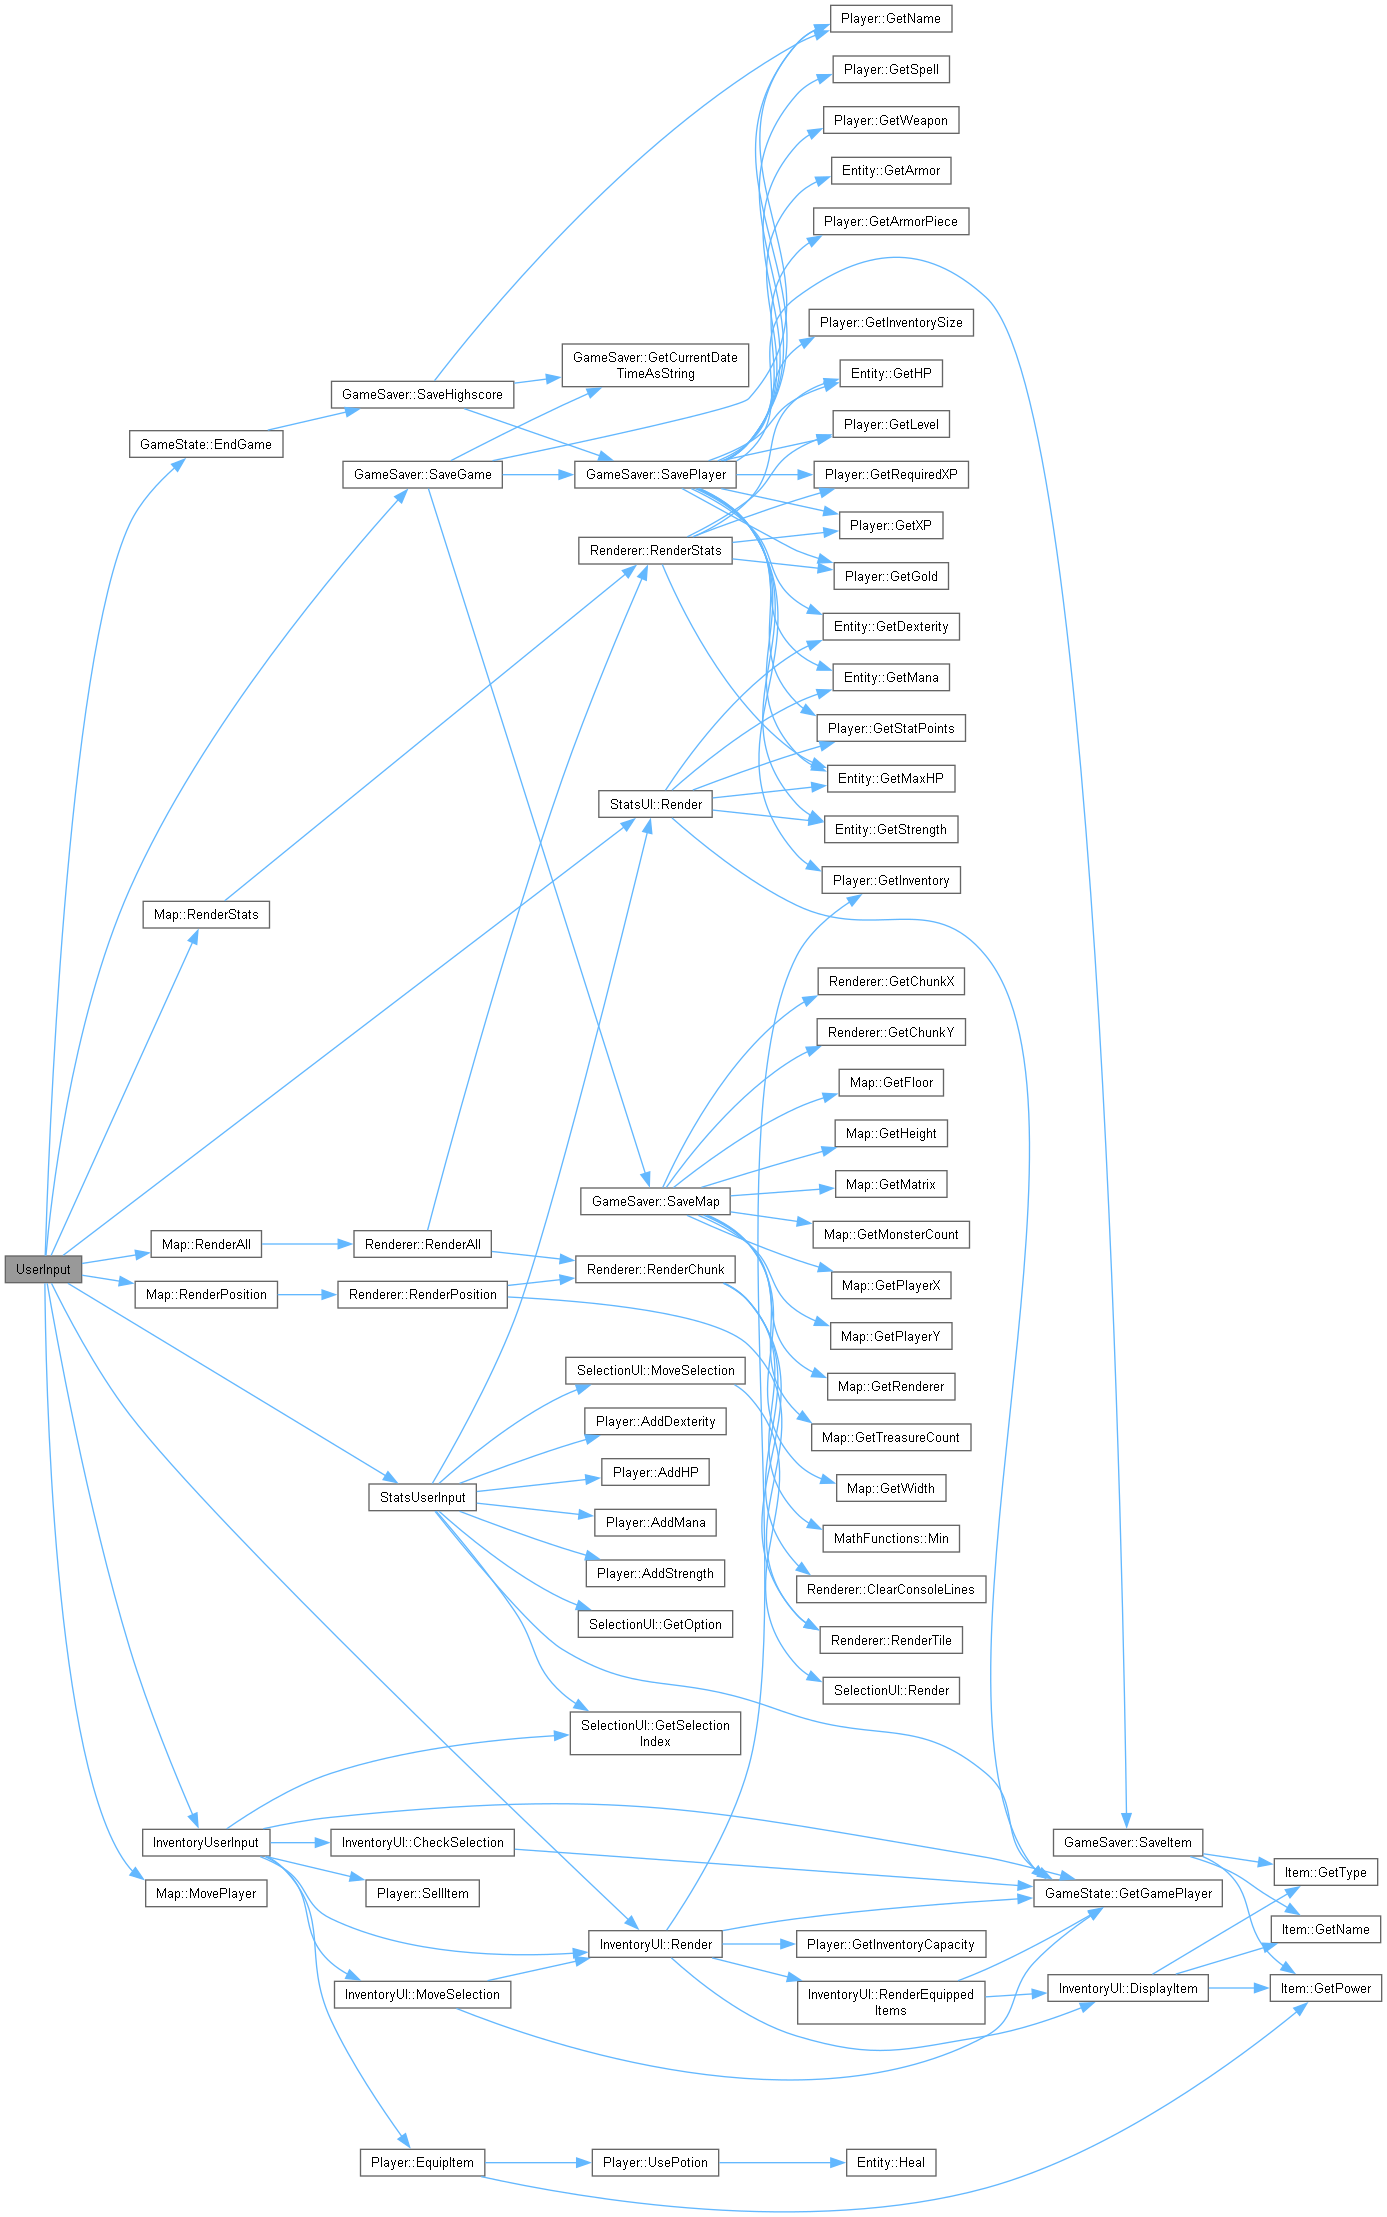 Player::GetName
Player::GetSpell
Player::GetWeapon
Entity::GetArmor
Player::GetArmorPiece
Player::GetInventorySize
GameSaver::GetCurrentDate
TimeAsString
Entity::GetHP
GameSaver::SaveHighscore
Player::GetLevel
GameState::EndGame
GameSaver::SaveGame
GameSaver::SavePlayer
Player::GetRequiredXP
Player::GetXP
Renderer::RenderStats
Player::GetGold
Entity::GetDexterity
Entity::GetMana
Player::GetStatPoints
Entity::GetMaxHP
StatsUI::Render
Entity::GetStrength
Player::GetInventory
Map::RenderStats
Renderer::GetChunkX
Renderer::GetChunkY
Map::GetFloor
Map::GetHeight
Map::GetMatrix
GameSaver::SaveMap
Map::GetMonsterCount
Map::RenderAll
Renderer::RenderAll
UserInput
Renderer::RenderChunk
Map::GetPlayerX
Map::RenderPosition
Renderer::RenderPosition
Map::GetPlayerY
SelectionUI::MoveSelection
Map::GetRenderer
Player::AddDexterity
Map::GetTreasureCount
Player::AddHP
Map::GetWidth
StatsUserInput
Player::AddMana
MathFunctions::Min
Player::AddStrength
Renderer::ClearConsoleLines
SelectionUI::GetOption
Renderer::RenderTile
SelectionUI::Render
SelectionUI::GetSelection
Index
InventoryUserInput
InventoryUI::CheckSelection
GameSaver::SaveItem
Item::GetType
Map::MovePlayer
Player::SellItem
GameState::GetGamePlayer
Item::GetName
InventoryUI::Render
Player::GetInventoryCapacity
InventoryUI::MoveSelection
InventoryUI::RenderEquipped
Items
InventoryUI::DisplayItem
Item::GetPower
Player::EquipItem
Player::UsePotion
Entity::Heal